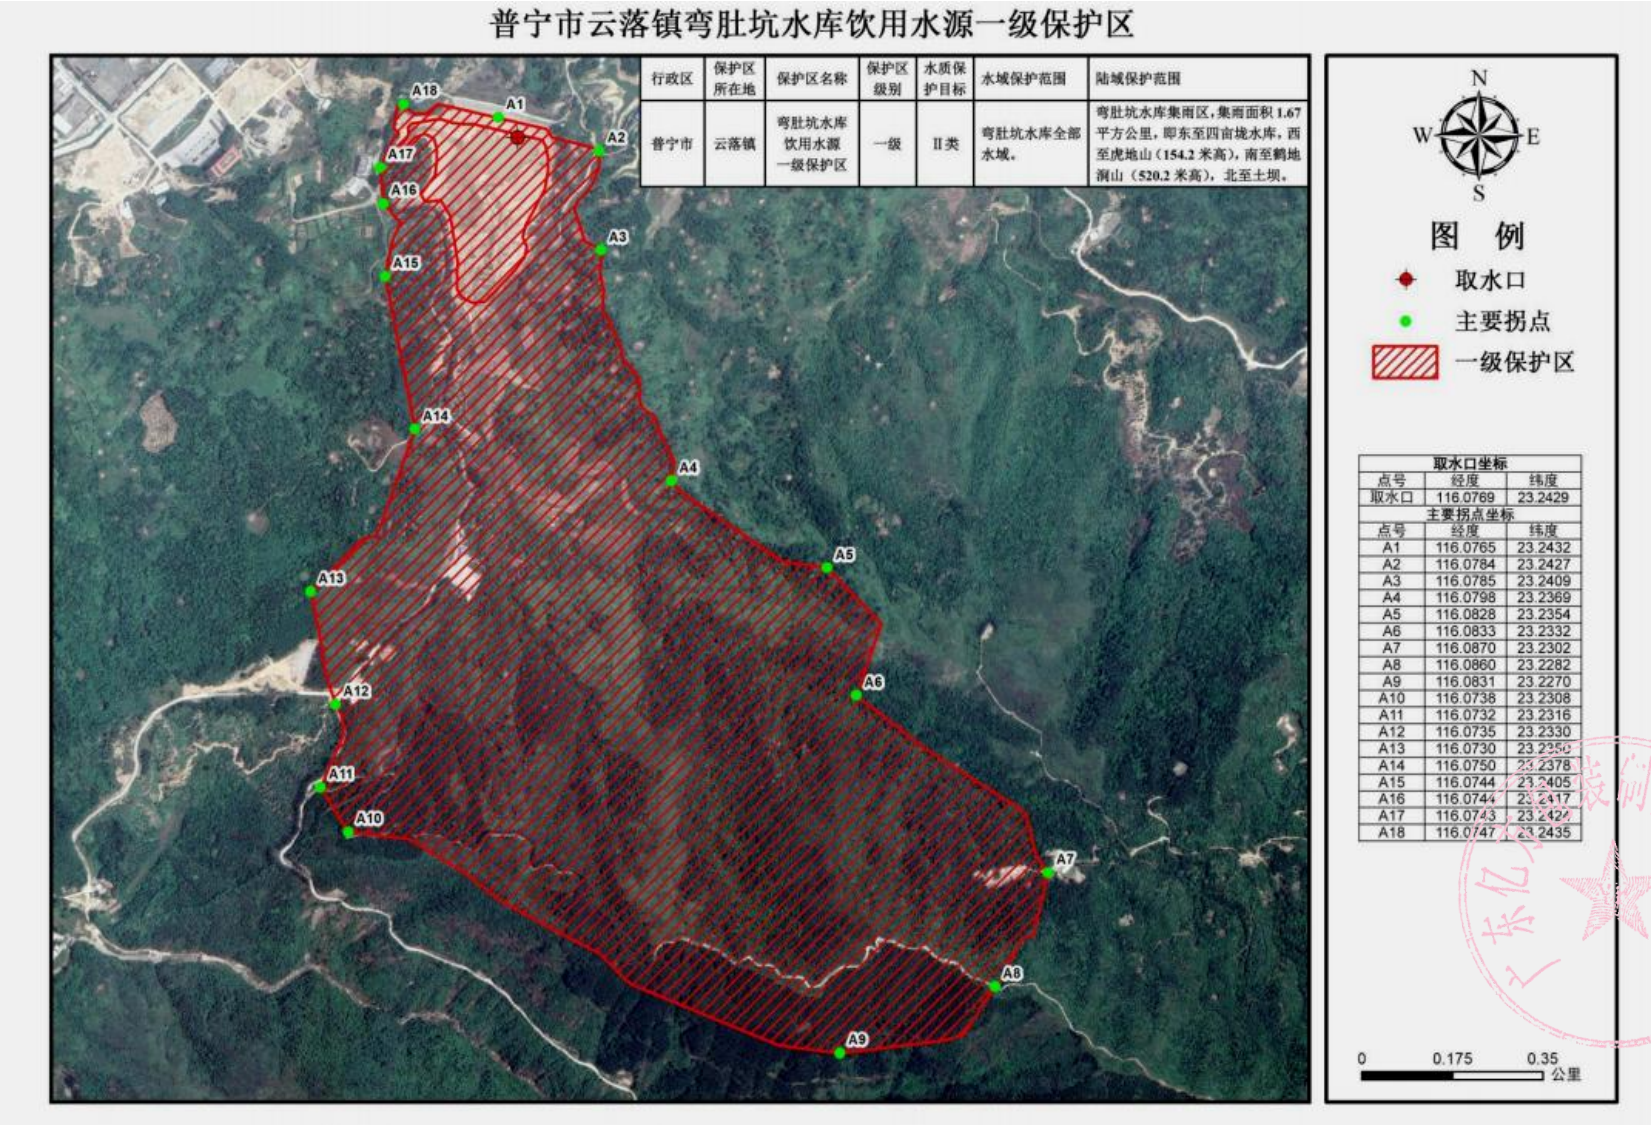 普宁市云落镇弯肚坑水库饮用水源一级保护区
行政区 保护区所在地 保护区名称 保护区级别 水质保护目标 水域保护范围 陆域保护范围
普宁市 云落镇 弯肚坑水库饮用水源一级保护区 一级 II类 弯肚坑水库全部水域。 弯肚坑水库集雨区，集雨面积1.67平方公里，即东至四亩垅水库，西至虎地山（154.2米高），南至鹤地洞山（520.2米高），北至土坝。
A18
A1
A2
A17
A16
A3
A15
A14
A4
A5
A13
A6
A12
A11
A10
A7
A8
A9
N
W E
S
图 例
取水口
主要拐点
一级保护区
取水口坐标
点号 经度 纬度
取水口 116.0769 23.2429
主要拐点坐标
点号 经度 纬度
A1 116.0765 23.2432
A2 116.0784 23.2427
A3 116.0785 23.2409
A4 116.0798 23.2369
A5 116.0828 23.2354
A6 116.0833 23.2332
A7 116.0870 23.2302
A8 116.0860 23.2282
A9 116.0831 23.2270
A10 116.0738 23.2308
A11 116.0732 23.2316
A12 116.0735 23.2330
A13 116.0730
A14 116.0750 23.2378
A15 116.0744 23.2405
A16 116.0744 23.2417
A17 116.0743 23.2424
A18 116.0747 23.2435
0 0.175 0.35
公里
广东亿